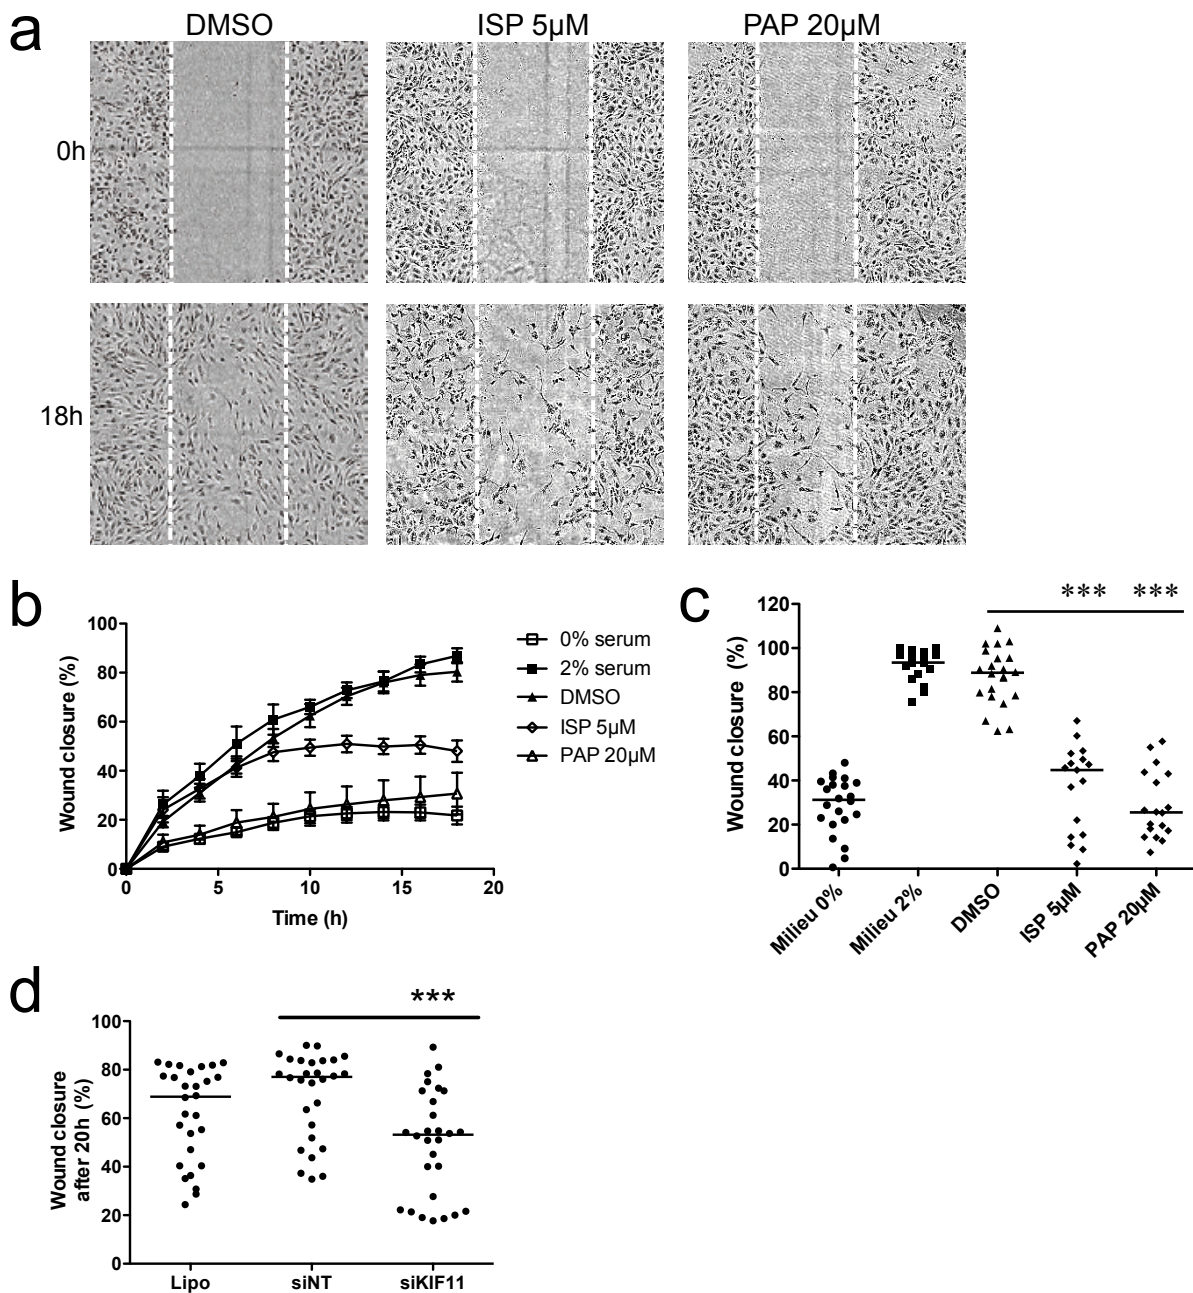 a
DMSO
ISP 5µM
PAP 20µM
0h
18h
b
100
80
60
40
20
0
0
5
10
15
20
Wound closure (%)
Time (h)
0% serum
2% serum
DMSO
ISP 5µM
PAP 20µM
c
*** ***
120
100
80
60
40
20
0
Wound closure (%)
Milieu 0%
Milieu 2%
DMSO
ISP 5µM
PAP 20µM
d
***
100
80
60
40
20
0
Wound closure
after 20h (%)
Lipo
siNT
siKIF11